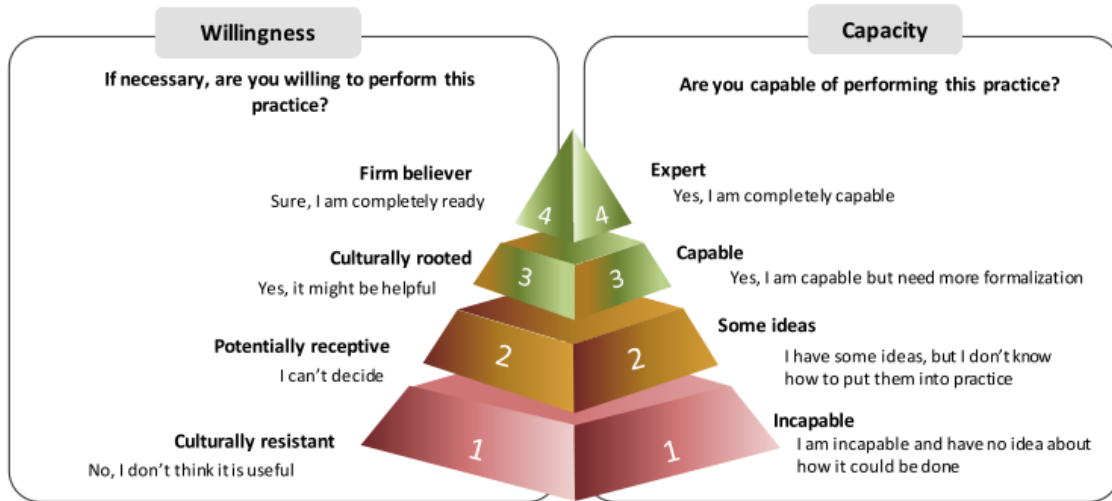 Willingness
If necessary, are you willing to perform this
practice?
Firm believer
Sure, I am completely ready
Culturally rooted
Yes, it might be helpful
Potentially receptive
I can't decide
Culturally resistant
No, I don't think it is useful
4
3
2
1
Capacity
Are you capable of performing this practice?
4
3
2
1
Expert
Yes, I am completely capable
Capable
Yes, I am capable but need more formalization
Some ideas
I have some ideas, but I don't know
how to put them into practice
Incapable
I am incapable and have no idea about
how it could be done